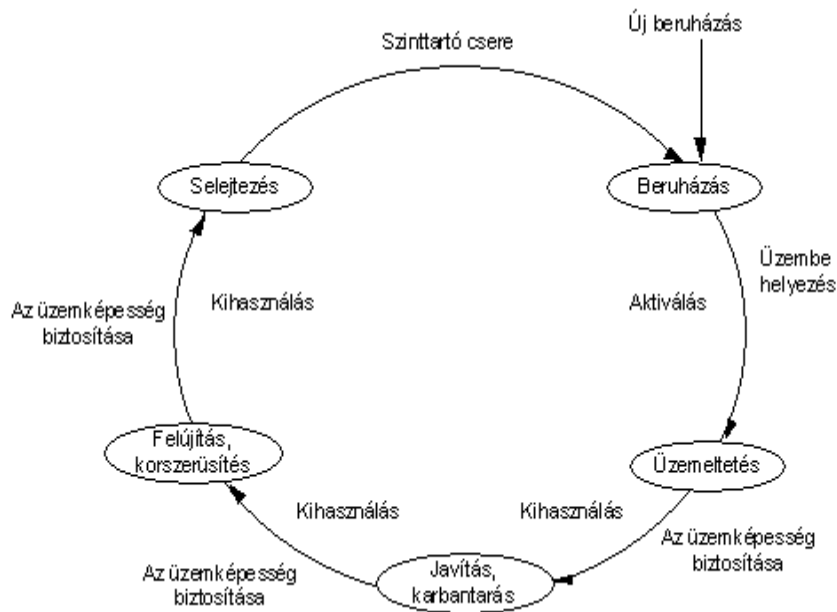 Szinttartó csere
Új beruházás
Selejtezés
Beruházás
Üzembe
helyezés
Aktiválás
Kihasználás
Az üzemképesség
biztosítása
Felújítás,
korszerüsítés
Üzemeltetés
Kihasználás
Kihasználás
Az üzemképesség
biztosítása
Az üzemképesség
biztosítása
Javítás,
karbantarás